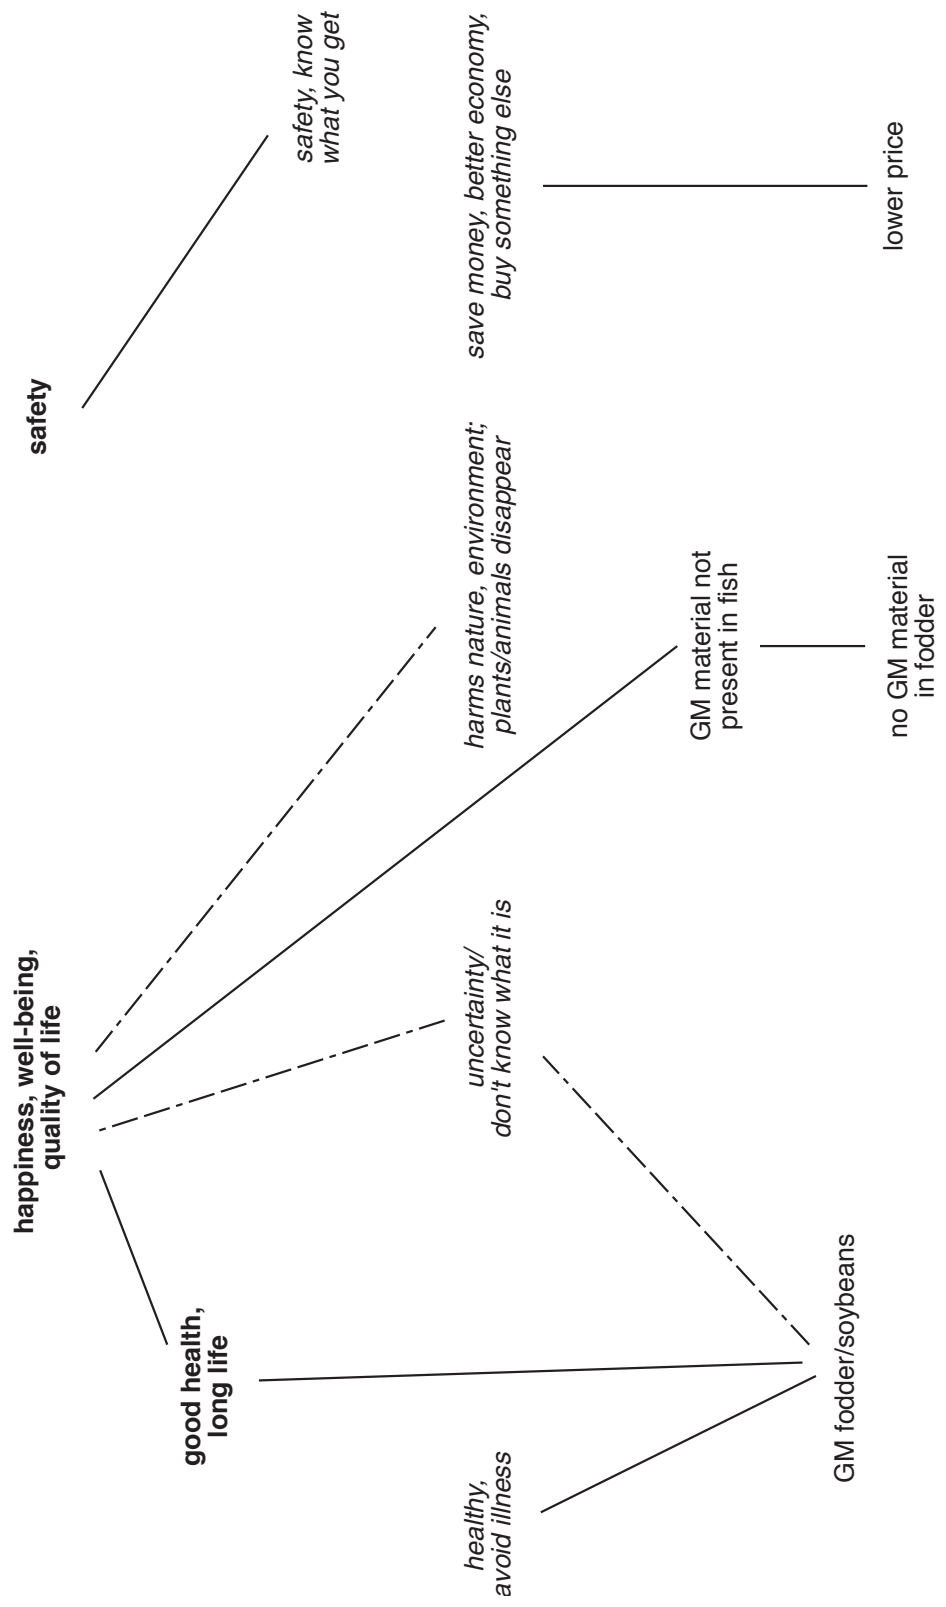 happiness, well-being,
quality of life
safety
good health,
long life
safety, know
what you get
healthy,
avoid illness
uncertainty/
don't know what it is
harms nature, environment;
plants/animals disappear
save money, better economy,
buy something else
GM material not
present in fish
GM fodder/soybeans
no GM material
in fodder
lower price